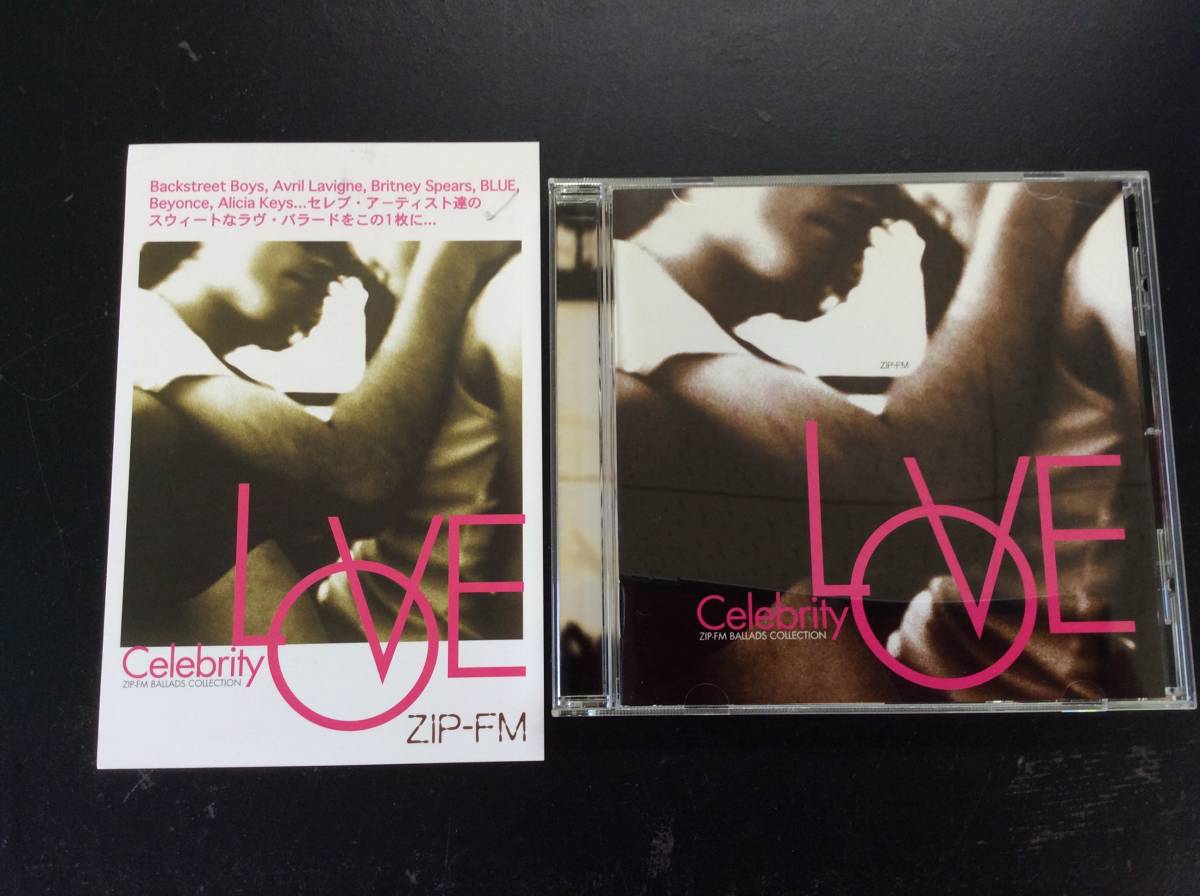 Backstreet Boys, Avril Lavigne, Britney Spears, BLUE,
Beyonce, Alicia Keys...セレブ・アーティスト達の
スウィートなラヴ・バラードをこの1枚に...
LOVE
Celebrity
ZIP-FM BALLADS COLLECTION
ZIP-FM
ZIP-FM
LOVE
Celebrity
ZIP-FM BALLADS COLLECTION